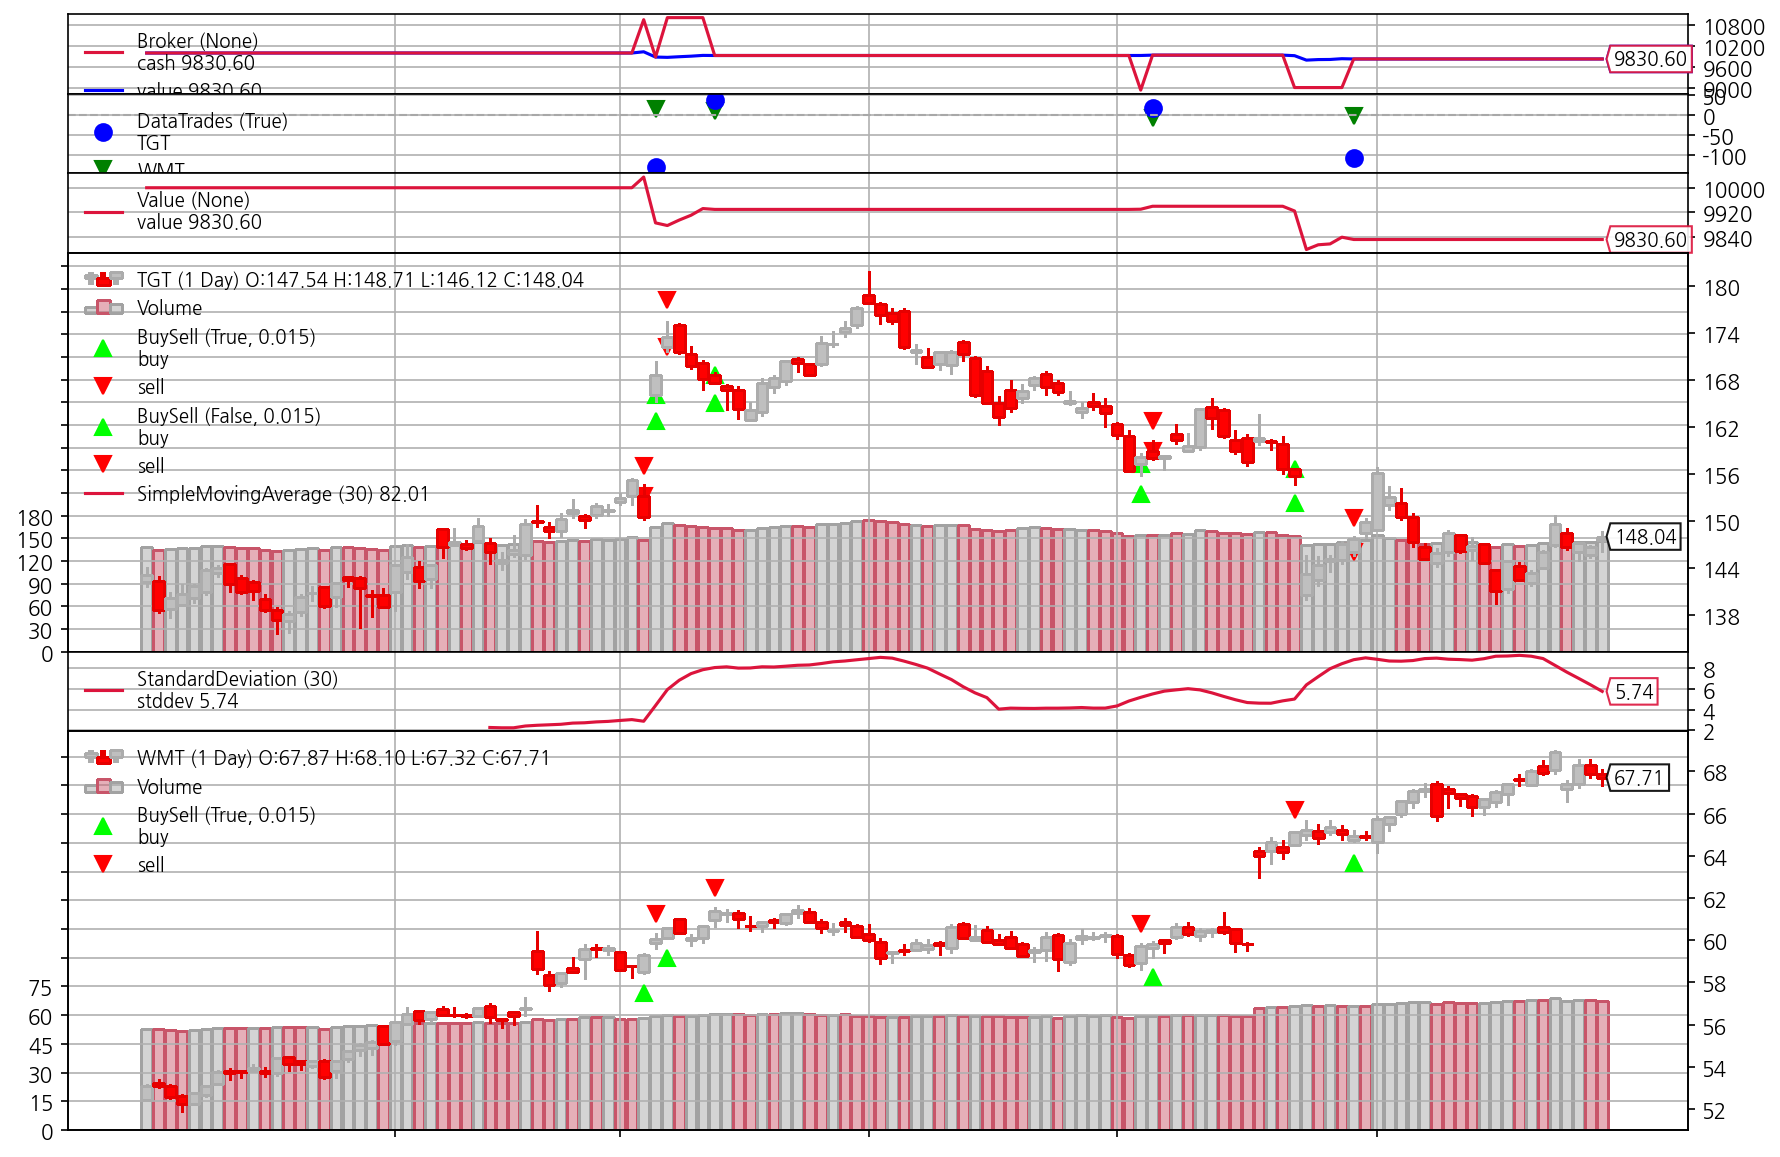 Broker (None)
cash 9830.60
value 9830.60
10800
10200
9600
9000
9830.60
DataTrades (True)
TGT
WMT
50
0
-50
-100
Value (None)
value 9830.60
10000
9920
9840
9830.60
TGT (1 Day) O:147.54 H:148.71 L:146.12 C:148.04
Volume
BuySell (True, 0.015)
buy
sell
BuySell (False, 0.015)
buy
sell
SimpleMovingAverage (30) 82.01
180
174
168
162
156
150
144
138
148.04
180
150
120
90
60
30
0
StandardDeviation (30)
stddev 5.74
8
6
4
2
5.74
WMT (1 Day) O:67.87 H:68.10 L:67.32 C:67.71
Volume
BuySell (True, 0.015)
buy
sell
68
66
64
62
60
58
56
54
52
67.71
75
60
45
30
15
0